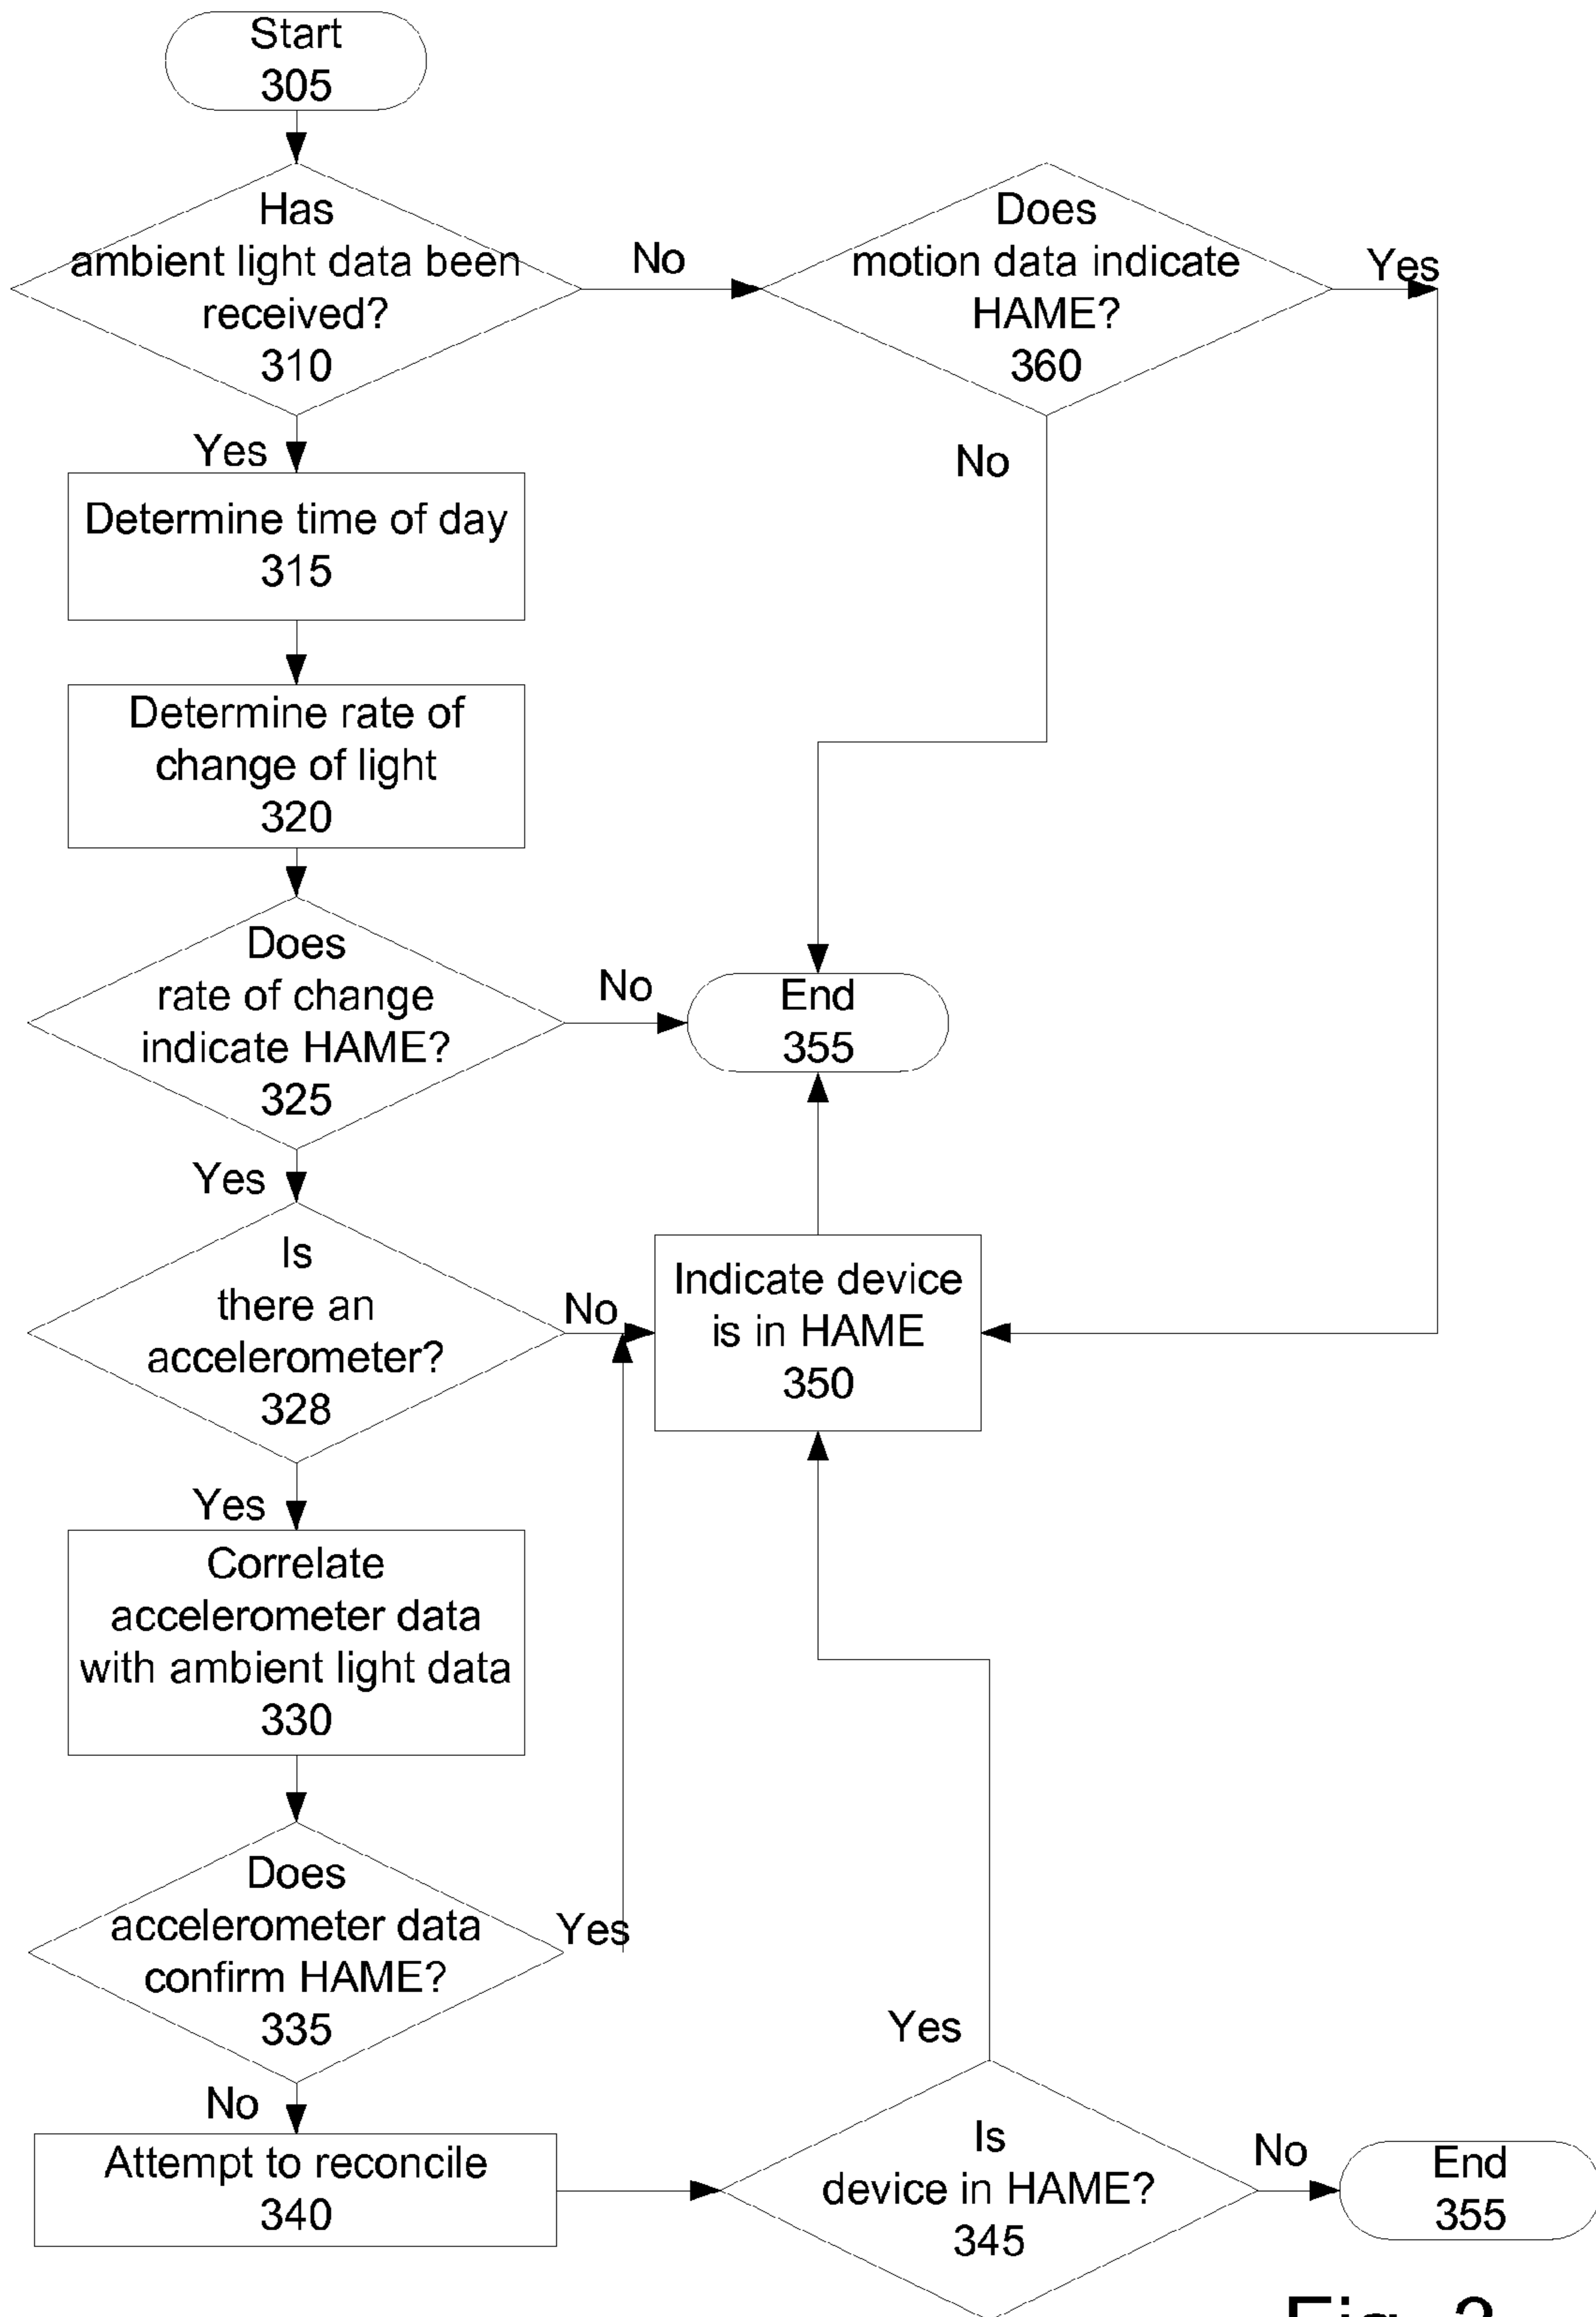 Start
305
Has
ambient light data been
received?
310
No
Does
motion data indicate
HAME?
360
Yes
Yes
No
Determine time of day
315
Determine rate of
change of light
320
Does
rate of change
indicate HAME?
325
No
End
355
Yes
Is
there an
accelerometer?
328
No
Indicate device
is in HAME
350
Yes
Correlate
accelerometer data
with ambient light data
330
Does
accelerometer data
confirm HAME?
335
Yes
No
Attempt to reconcile
340
Yes
Is
device in HAME?
345
No
End
355
Fig.